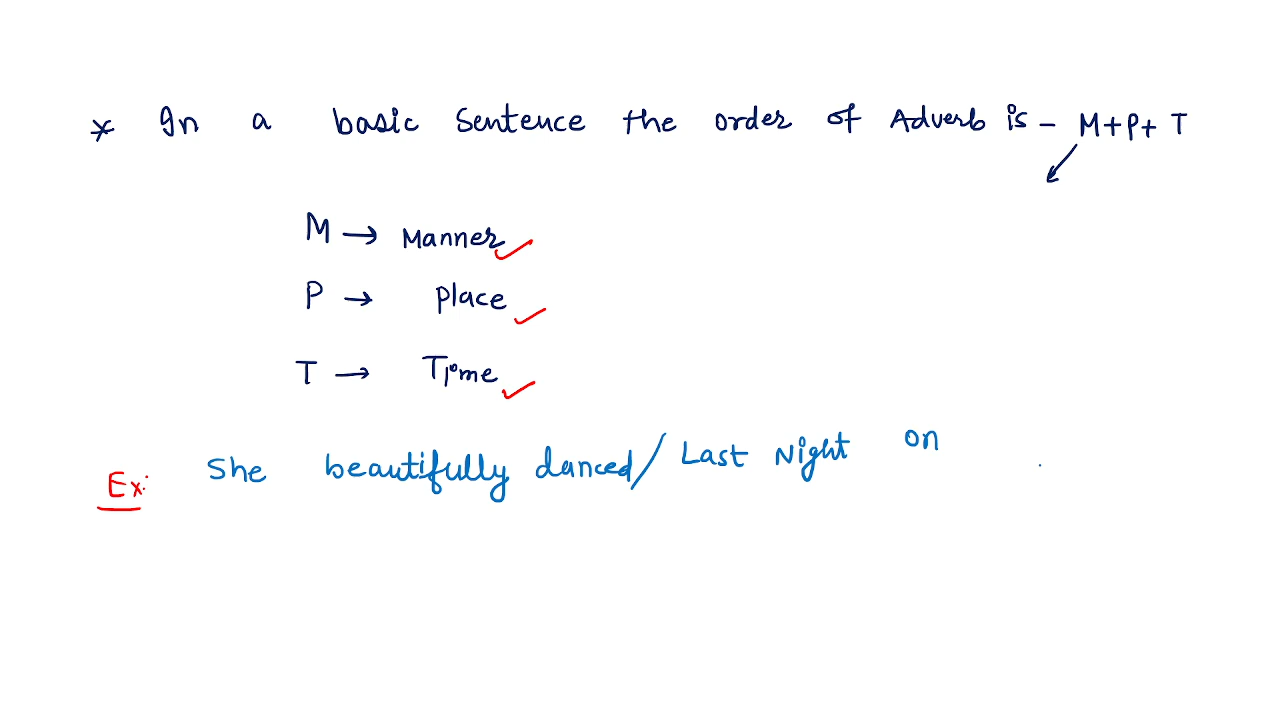 * In a basic Sentence the order of Adverb is - M+P+ T
M → Manner
P → place
T → Time
Ex: She beautifully danced/ Last Night on